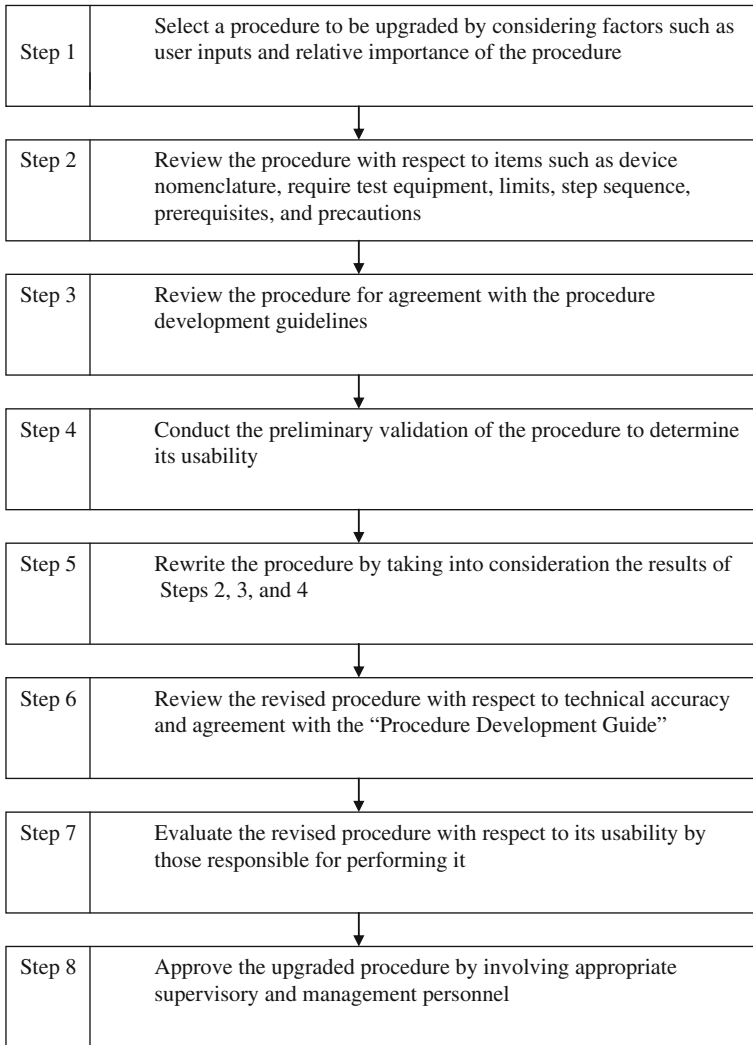 Step 1
Select a procedure to be upgraded by considering factors such as
user inputs and relative importance of the procedure
Step 2
Review the procedure with respect to items such as device
nomenclature, require test equipment, limits, step sequence,
prerequisites, and precautions
Step 3
Review the procedure for agreement with the procedure
development guidelines
Step 4
Conduct the preliminary validation of the procedure to determine
its usability
Step 5
Rewrite the procedure by taking into consideration the results of
Steps 2, 3, and 4
Step 6
Review the revised procedure with respect to technical accuracy
and agreement with the “Procedure Development Guide”
Step 7
Evaluate the revised procedure with respect to its usability by
those responsible for performing it
Step 8
Approve the upgraded procedure by involving appropriate
supervisory and management personnel